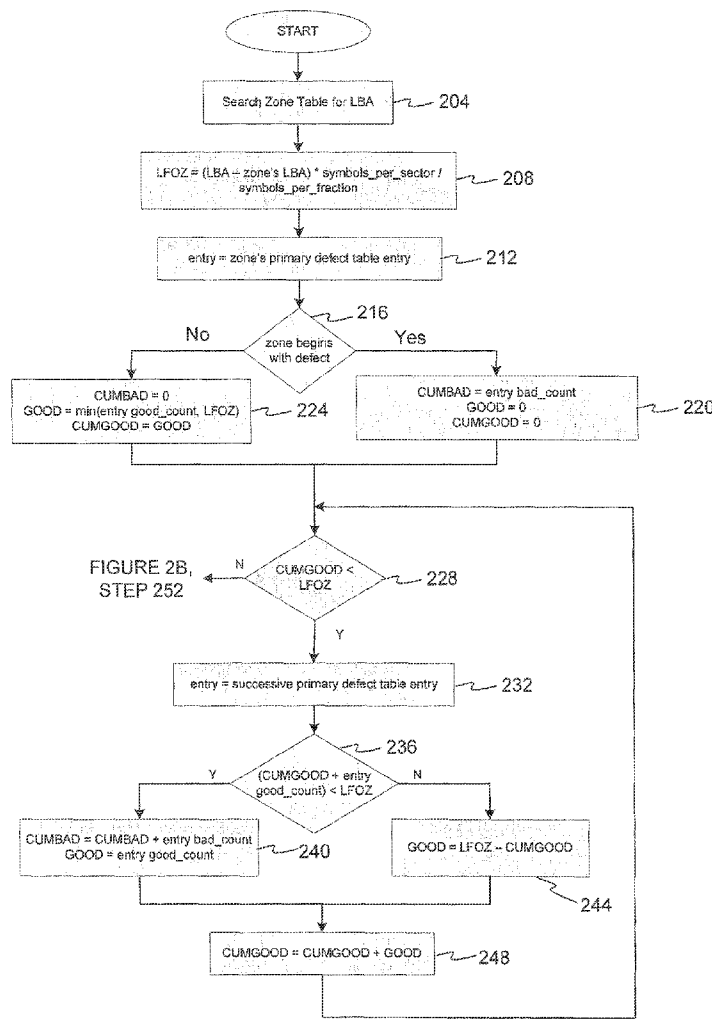 START
Search Zone Table for LBA
204
LFOZ = (LBA – zone's LBA) * symbols_per_sector /
symbols_per_fraction
208
entry = zone's primary defect table entry
212
216
No
zone begins
with defect
Yes
CUMBAD = 0
GOOD = min(entry good_count, LFOZ)
CUMGOOD = GOOD
224
CUMBAD = entry bad_count
GOOD = 0
CUMGOOD = 0
220
FIGURE 2B,
STEP 252
N
CUMGOOD <
LFOZ
228
Y
entry = successive primary defect table entry
232
236
Y
(CUMGOOD + entry
good_count) < LFOZ
N
CUMBAD = CUMBAD + entry bad_count
GOOD = entry good_count
240
GOOD = LFOZ – CUMGOOD
244
CUMGOOD = CUMGOOD + GOOD
248